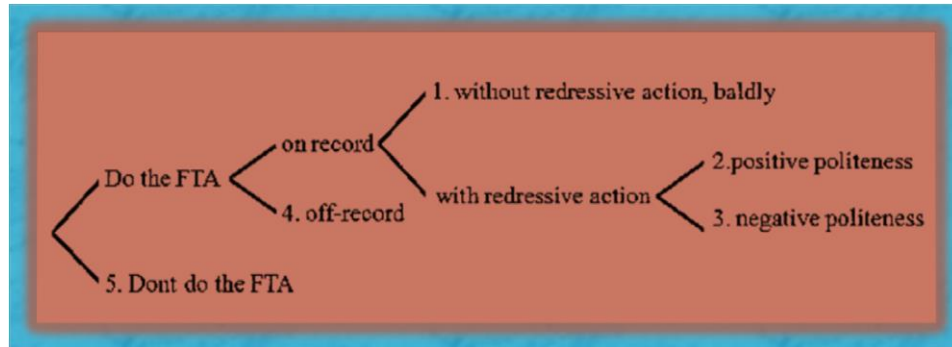 1. without redressive action, baldly
on record
Do the FTA
2.positive politeness
with redressive action
4. off-record
3. negative politeness
5. Dont do the FTA